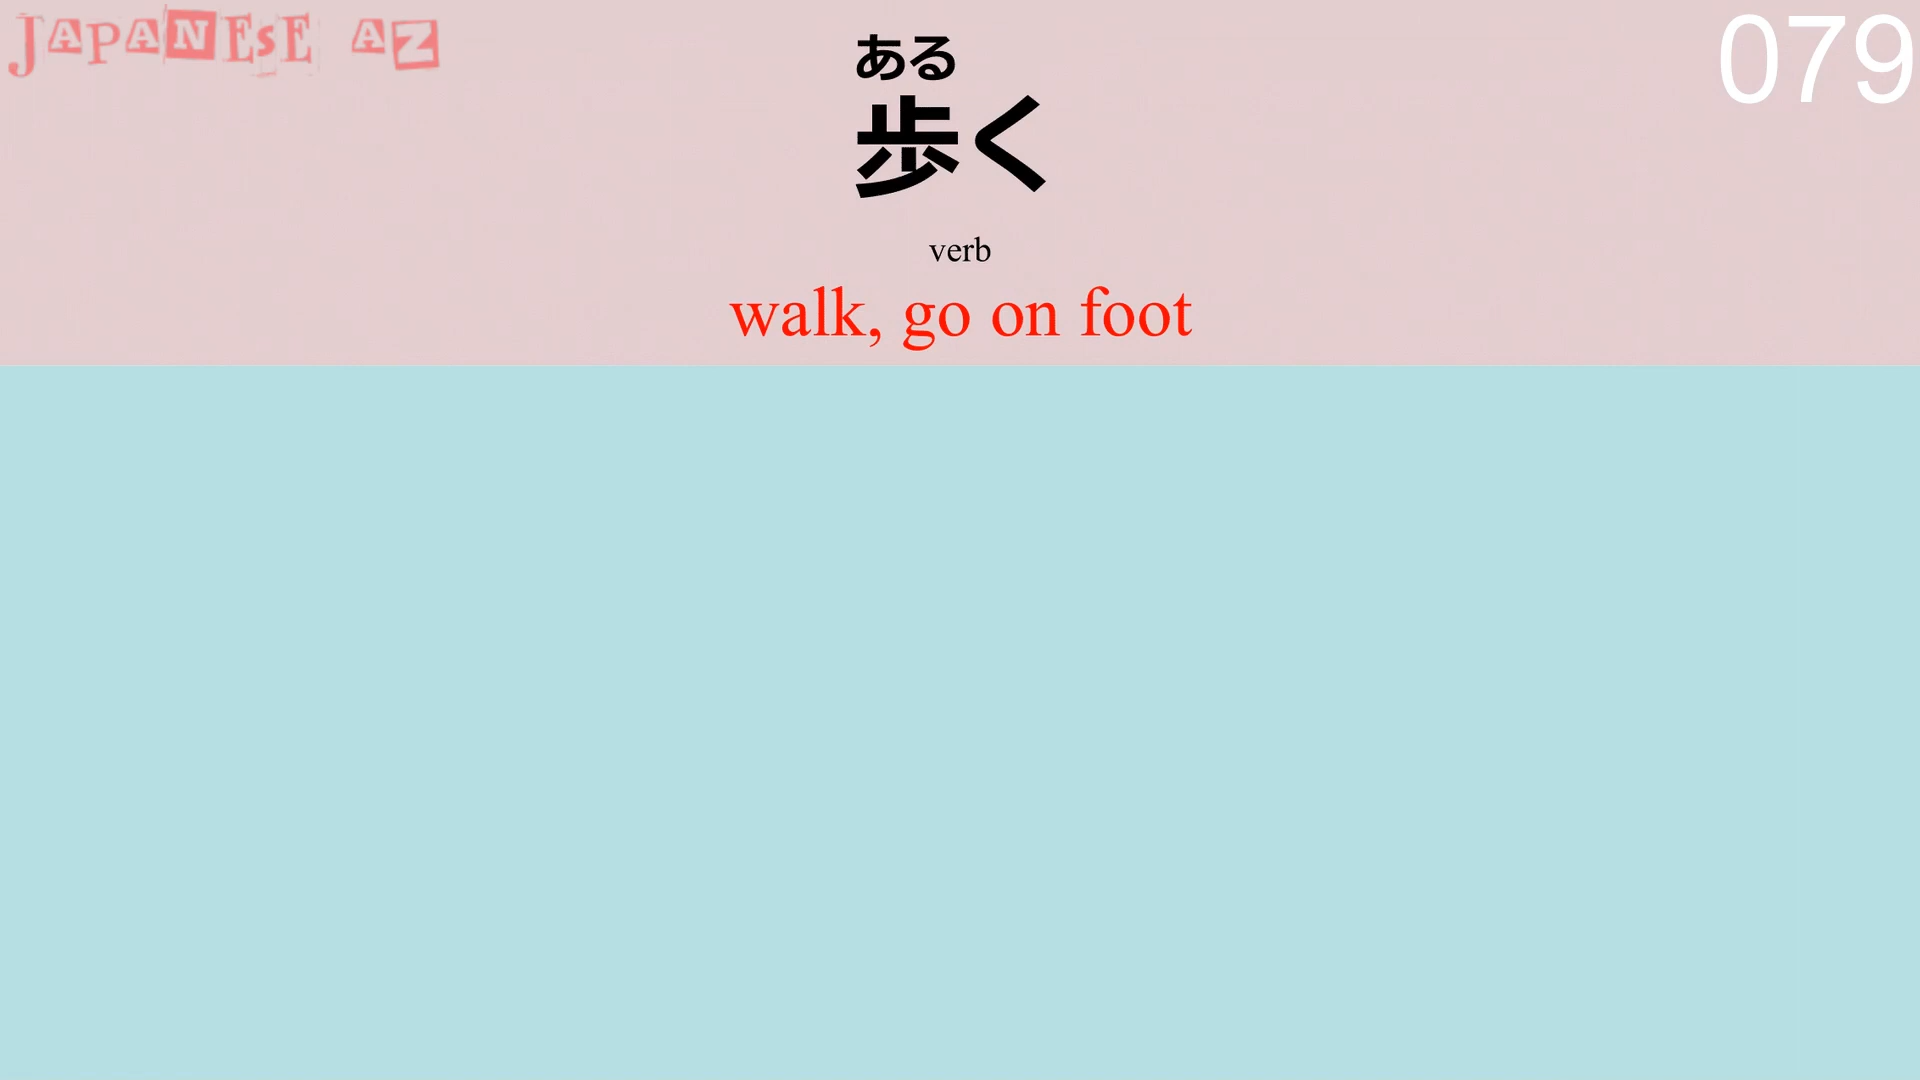 JAPANESE AZ
079
ある
歩く
verb
walk, go on foot